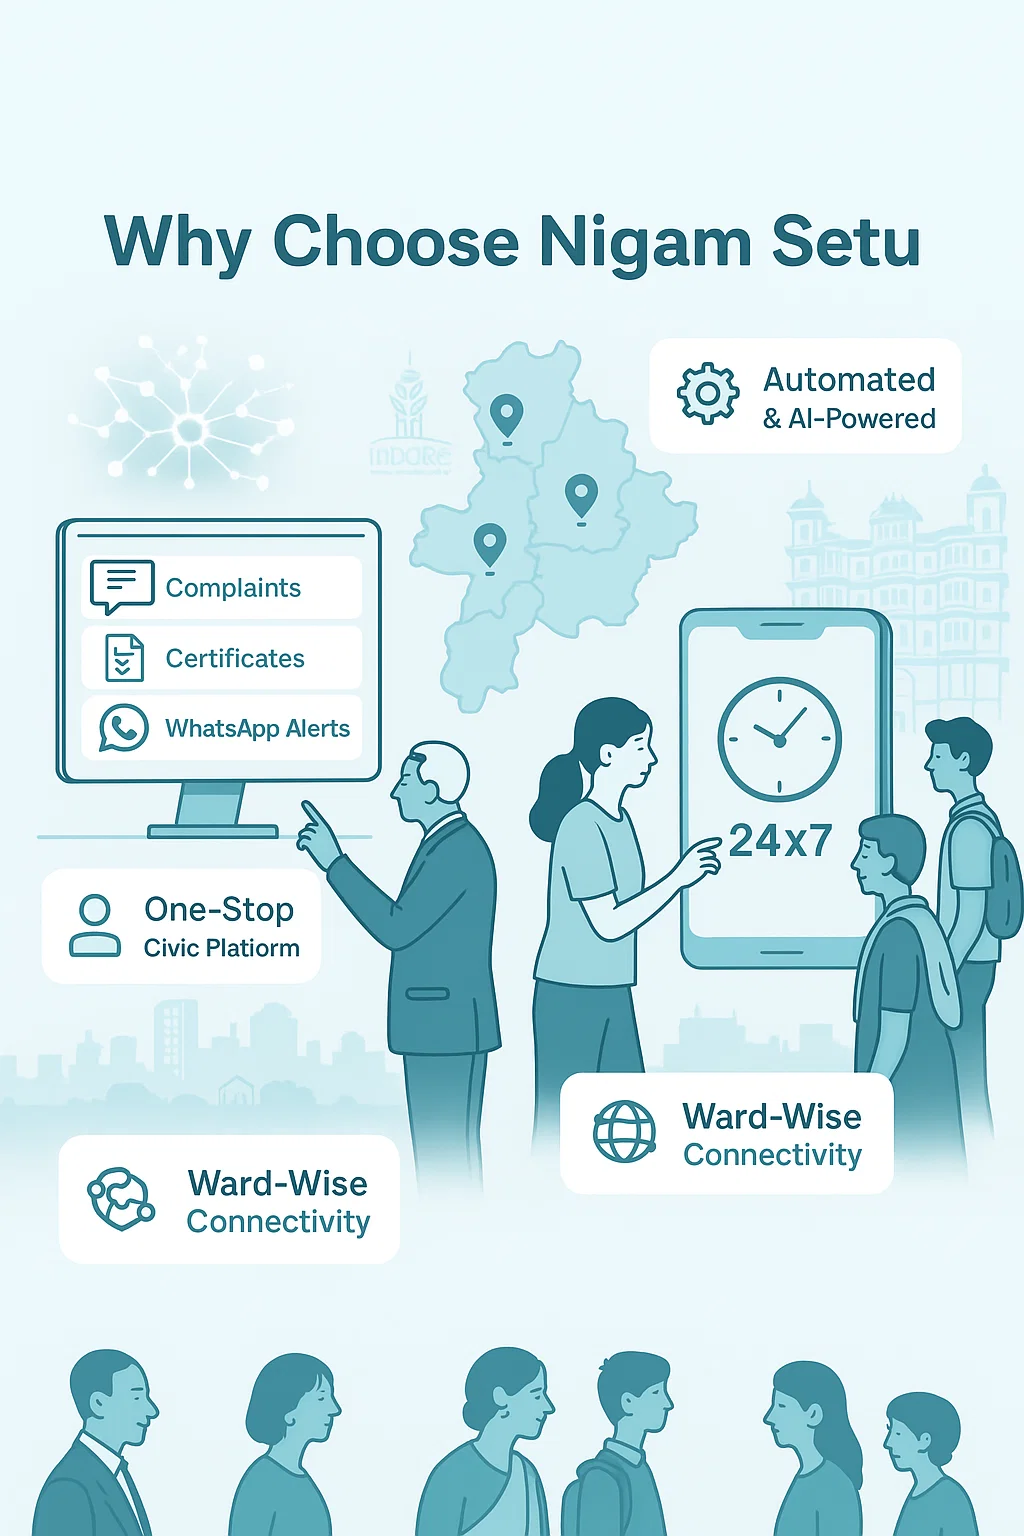 Why Choose Nigam Setu
Automated
& AI-Powered
INDORE
Complaints
Certificates
WhatsApp Alerts
24x7
One-Stop
Civic Platiorm
Ward-Wise
Connectivity
Ward-Wise
Connectivity